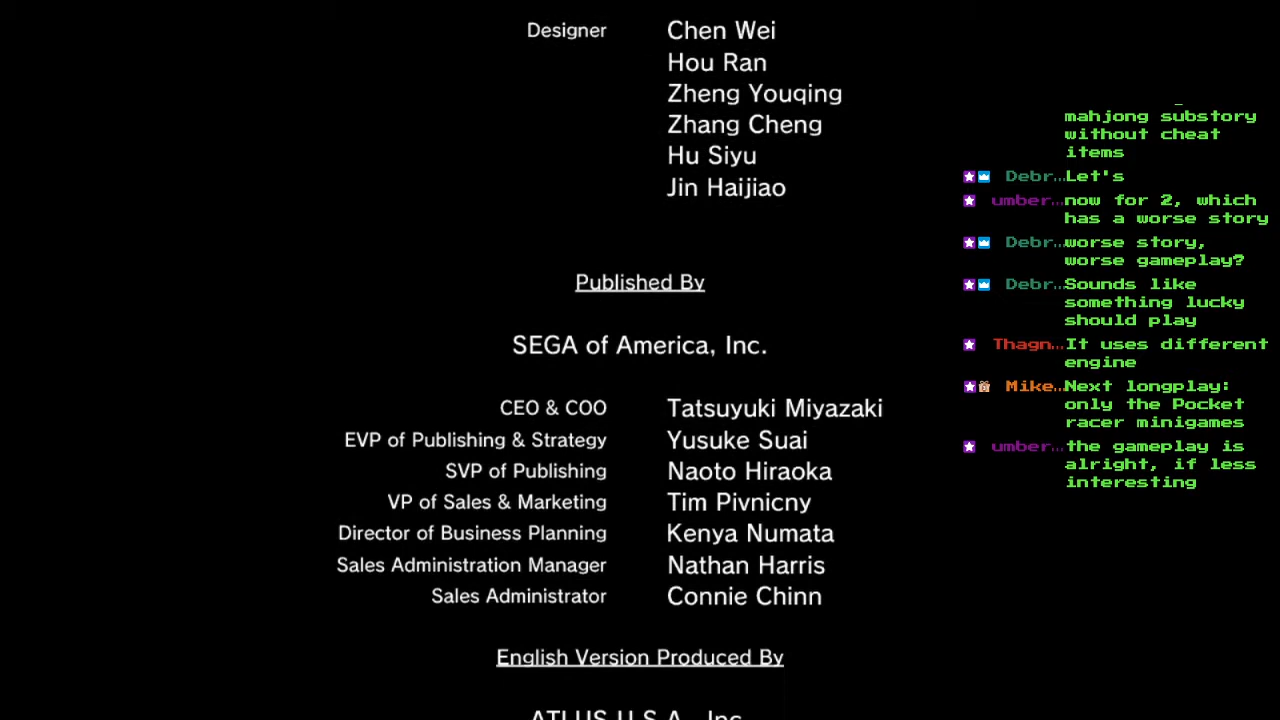 Designer Chen Wei
Hou Ran
Zheng Youqing
Zhang Cheng
Hu Siyu
Jin Haijiao
Published By
SEGA of America, Inc.
CEO & COO Tatsuyuki Miyazaki
EVP of Publishing & Strategy Yusuke Suai
SVP of Publishing Naoto Hiraoka
VP of Sales & Marketing Tim Pivnicny
Director of Business Planning Kenya Numata
Sales Administration Manager Nathan Harris
Sales Administrator Connie Chinn
English Version Produced By
ATLUS U.S.A., Inc.
mahjong substory
without cheat
items
Debr...Let's
umber...now for 2, which
has a worse story
Debr...worse story,
worse gameplay?
Debr...Sounds like
something lucky
should play
Thagn...It uses different
engine
Mike...Next longplay:
only the Pocket
racer minigames
umber...the gameplay is
alright, if less
interesting